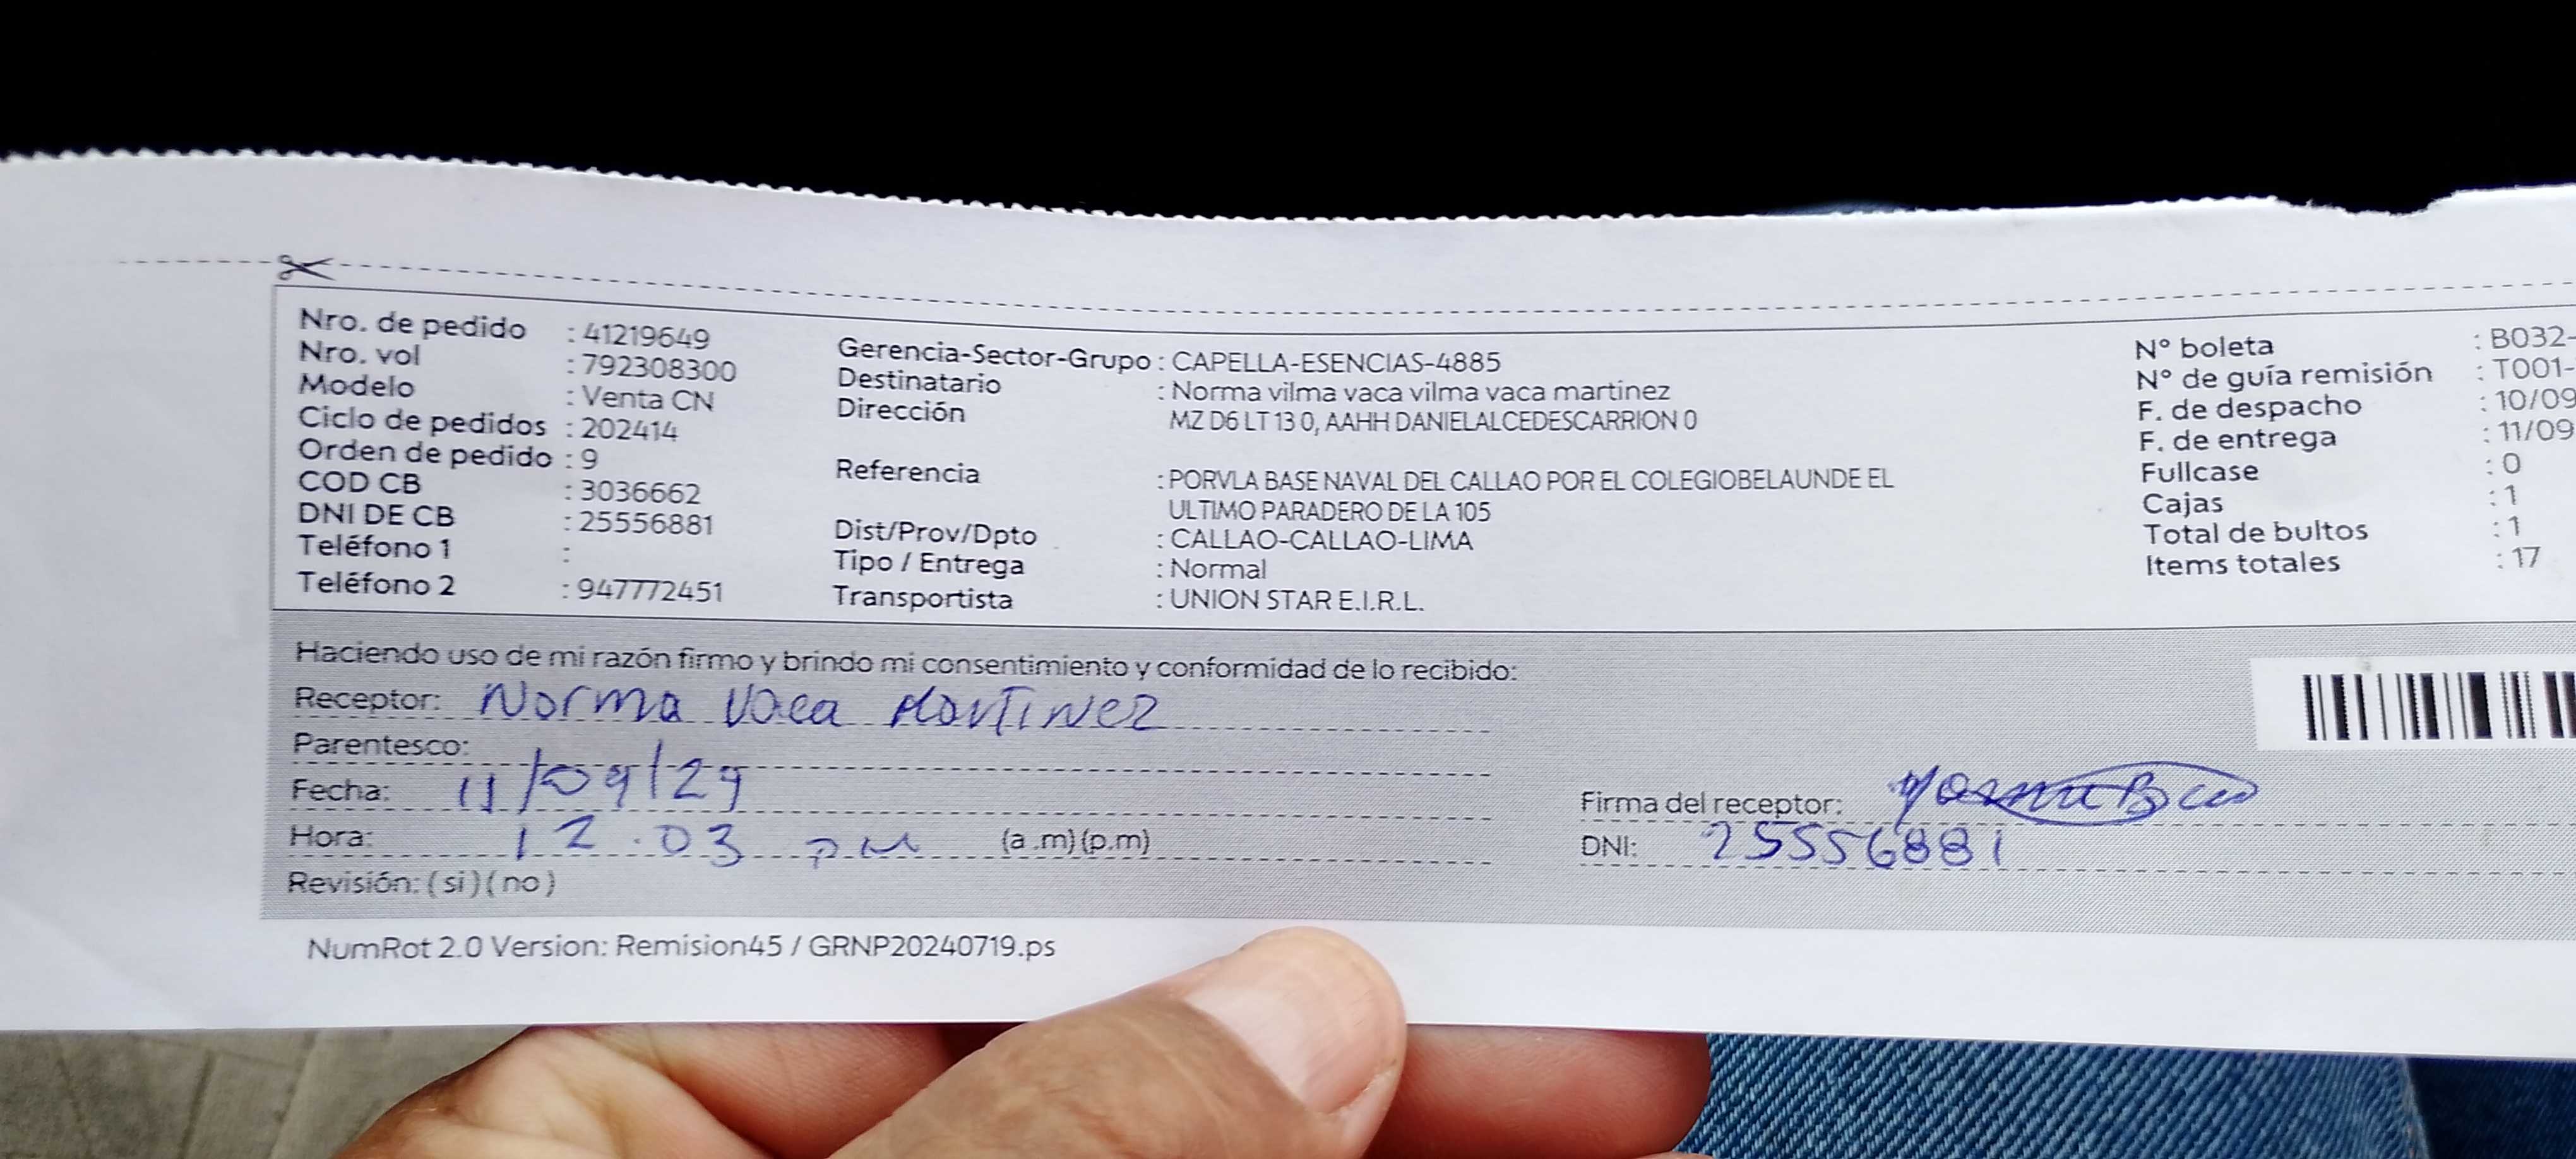 Nro. de pedido : 41219649
Nro. vol : 792308300
Modelo : Venta CN
Ciclo de pedidos : 202414
Orden de pedido : 9
COD CB : 3036662
DNI DE CB : 25556881
Teléfono 1 :
Teléfono 2 : 947772451
Gerencia-Sector-Grupo : CAPELLA-ESENCIAS-4885
Destinatario : Norma vilma vaca vilma vaca martinez
Dirección MZ D6 LT 13 0, AAHH DANIELALCEDESCARRION 0
Referencia : PORVLA BASE NAVAL DEL CALLAO POR EL COLEGIOBELAUNDE EL
ULTIMO PARADERO DE LA 105
Dist/Prov/Dpto : CALLAO-CALLAO-LIMA
Tipo / Entrega : Normal
Transportista : UNION STAR E.I.R.L.
N° boleta : B032-
N° de guía remisión : T001-
F. de despacho : 10/09
F. de entrega : 11/09
Fullcase : 0
Cajas : 1
Total de bultos : 1
Items totales : 17
Haciendo uso de mi razón firmo y brindo mi consentimiento y conformidad de lo recibido:
Receptor: Norma Vaca Martinez
Parentesco:
Fecha: 11/09/24
Hora: 12.03 pm (a .m) (p.m)
Revisión: ( si ) ( no )
Firma del receptor:
DNI: 25556881
NumRot 2.0 Version: Remision45 / GRNP20240719.ps